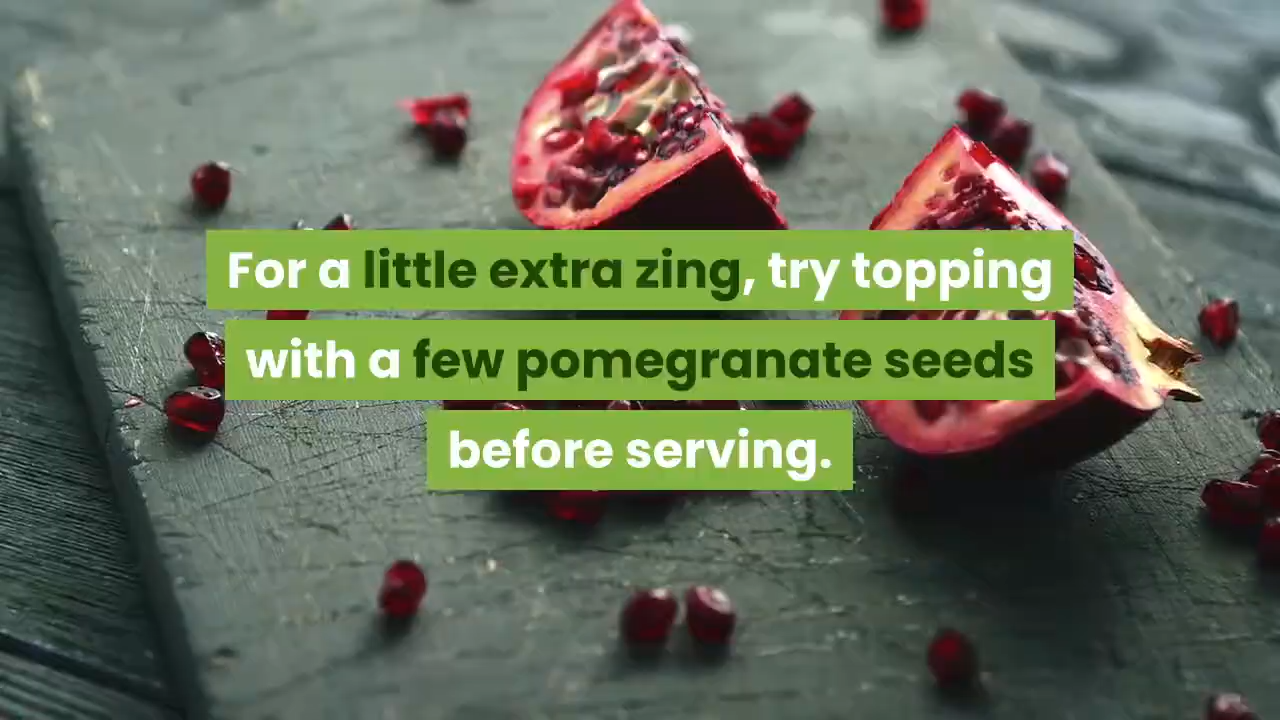 For a little extra zing, try topping
with a few pomegranate seeds
before serving.